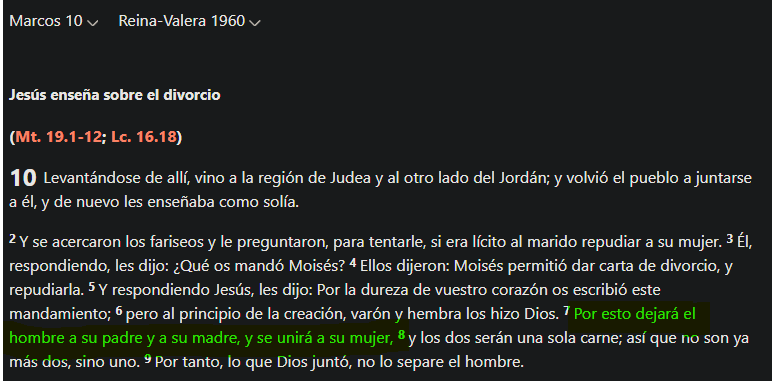 Marcos 10 Reina-Valera 1960
Jesús enseña sobre el divorcio
(Mt. 19.1-12; Lc. 16.18)
10 Levantándose de allí, vino a la región de Judea y al otro lado del Jordán; y volvió el pueblo a juntarse
a él, y de nuevo les enseñaba como solía.
2 Y se acercaron los fariseos y le preguntaron, para tentarle, si era lícito al marido repudiar a su mujer. 3 Él,
respondiendo, les dijo: ¿Qué os mandó Moisés? 4 Ellos dijeron: Moisés permitió dar carta de divorcio, y
repudiarla. 5 Y respondiendo Jesús, les dijo: Por la dureza de vuestro corazón os escribió este
mandamiento; 6 pero al principio de la creación, varón y hembra los hizo Dios. 7 Por esto dejará el
hombre a su padre y a su madre, y se unirá a su mujer, 8 y los dos serán una sola carne; así que no son ya
más dos, sino uno. 9 Por tanto, lo que Dios juntó, no lo separe el hombre.